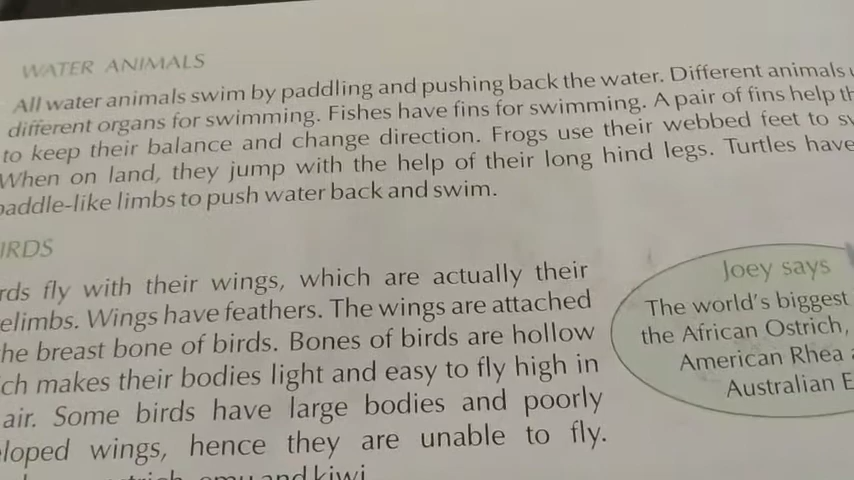 WATER ANIMALS
All water animals swim by paddling and pushing back the water. Different animals
different organs for swimming. Fishes have fins for swimming. A pair of fins help
to keep their balance and change direction. Frogs use their webbed feet to
When on land, they jump with the help of their long hind legs. Turtles have
paddle-like limbs to push water back and swim.
IRDS
rds fly with their wings, which are actually their
elimbs. Wings have feathers. The wings are attached
he breast bone of birds. Bones of birds are hollow
ch makes their bodies light and easy to fly high in
air. Some birds have large bodies and poorly
loped wings, hence they are unable to fly.
emu and kiwi
Joey says
The world's biggest
the African Ostrich,
American Rhea
Australian E